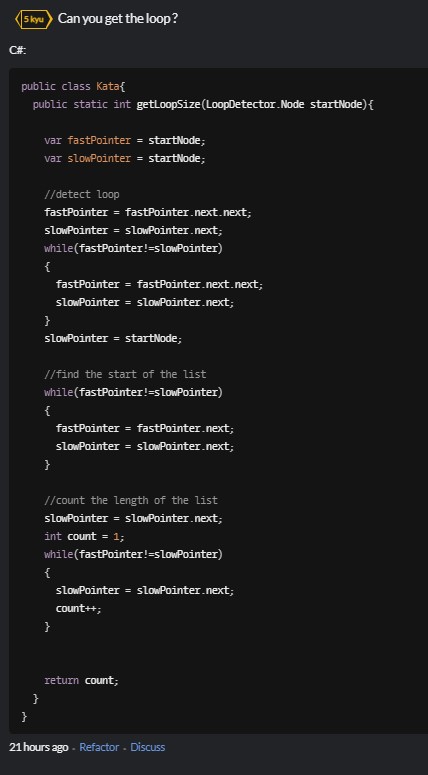 5 kyu Can you get the loop ?
C#:
public class Kata{
  public static int getLoopSize(LoopDetector.Node startNode){
    var fastPointer = startNode;
    var slowPointer = startNode;
    //detect loop
    fastPointer = fastPointer.next.next;
    slowPointer = slowPointer.next;
    while(fastPointer!=slowPointer)
    {
      fastPointer = fastPointer.next.next;
      slowPointer = slowPointer.next;
    }
    slowPointer = startNode;
    //find the start of the list
    while(fastPointer!=slowPointer)
    {
      fastPointer = fastPointer.next;
      slowPointer = slowPointer.next;
    }
    //count the length of the list
    slowPointer = slowPointer.next;
    int count = 1;
    while(fastPointer!=slowPointer)
    {
      slowPointer = slowPointer.next;
      count++;
    }
    return count;
  }
}
21 hours ago - Refactor - Discuss